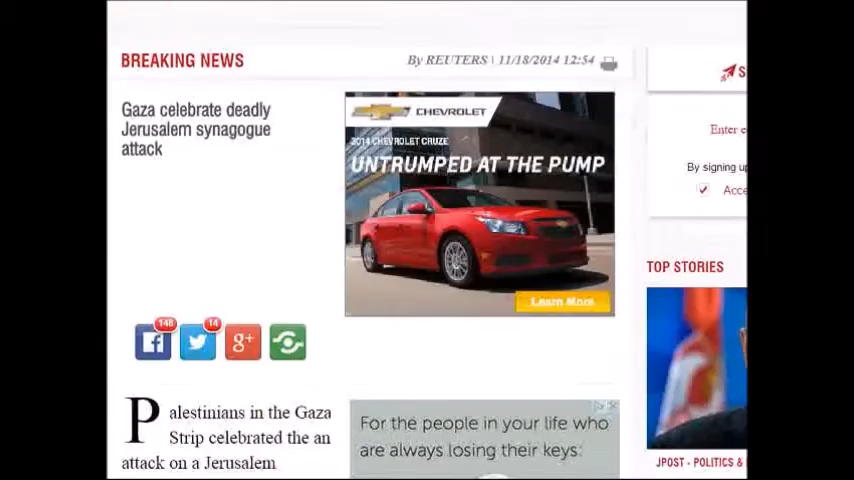 BREAKING NEWS
By REUTERS \ 11/18/2014 12:54
Gaza celebrate deadly
Jerusalem synagogue
attack
CHEVROLET
2014 CHEVROLET CRUZE
UNTRUMPED AT THE PUMP
Learn More
148
14
g+
Palestinians in the Gaza
Strip celebrated the an
attack on a Jerusalem
For the people in your life who
are always losing their keys:
S
Enter e
By signing up
Acce
TOP STORIES
JPOST - POLITICS &